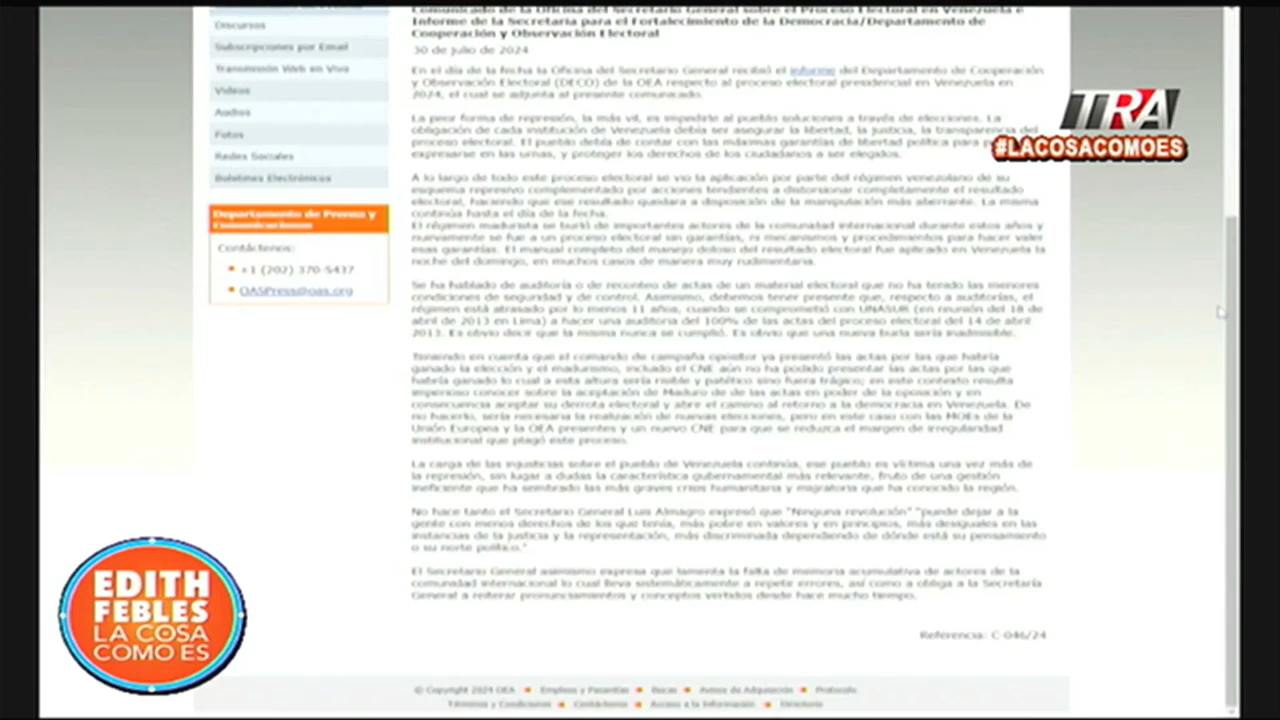 Comunicado de la Oficina del Secretario General sobre el Proceso Electoral en Venezuela e
Informe de la Secretaria para el Fortalecimiento de la Democracia/Departamento de
Cooperación y Observación Electoral
30 de julio de 2024
En el día de la fecha la Oficina del Secretario General recibió el informe del Departamento de Cooperación
y Observación Electoral (DECO) de la OEA respecto al proceso electoral presidencial en Venezuela en
2024, el cual se adjunta al presente comunicado.
La peor forma de represión, la más vil, es impedirle al pueblo soluciones a través de elecciones. La
obligación de cada institución de Venezuela debía ser asegurar la libertad, la justicia, la transparencia del
proceso electoral. El pueblo debía de contar con las máximas garantías de libertad política para
expresarse en las urnas, y proteger los derechos de los ciudadanos a ser elegidos.
A lo largo de todo este proceso electoral se vio la aplicación por parte del régimen venezolano de su
esquema represivo complementado por acciones tendientes a distorsionar completamente el resultado
electoral, haciendo que ese resultado quedara a disposición de la manipulación más aberrante. La misma
continúa hasta el día de la fecha.
El régimen madurista se burló de importantes actores de la comunidad internacional durante estos años y
nuevamente se fue a un proceso electoral sin garantías, ni mecanismos y procedimientos para hacer valer
esas garantías. El manual completo del manejo doloso del resultado electoral fue aplicado en Venezuela la
noche del domingo, en muchos casos de manera muy rudimentaria.
Se ha hablado de auditoría o de reconteo de actas de un material electoral que no ha tenido las menores
condiciones de seguridad y de control. Asimismo, debemos tener presente que, respecto a auditorías, el
régimen está atrasado por lo menos 11 años, cuando se comprometió con UNASUR (en reunión del 18 de
abril de 2013 en Lima) a hacer una auditoria del 100% de las actas del proceso electoral del 14 de abril
2013. Es obvio decir que la misma nunca se cumplió. Es obvio que una nueva burla sería inadmisible.
Teniendo en cuenta que el comando de campaña opositor ya presentó las actas por las que habría
ganado la elección y el madurismo, incluido el CNE aún no ha podido presentar las actas por las que
habría ganado lo cual a esta altura sería risible y patético sino fuera trágico; en este contexto resulta
imperioso conocer sobre la aceptación de Maduro de de las actas en poder de la oposición y en
consecuencia aceptar su derrota electoral y abre el camino al retorno a la democracia en Venezuela. De
no hacerlo, sería necesaria la realización de nuevas elecciones, pero en este caso con las MOEs de la
Unión Europea y la OEA presentes y un nuevo CNE para que se reduzca el margen de irregularidad
institucional que plagó este proceso.
La carga de las injusticias sobre el pueblo de Venezuela continúa, ese pueblo es víctima una vez más de
la represión, sin lugar a dudas la característica gubernamental más relevante, fruto de una gestión
ineficiente que ha sembrado las más graves crisis humanitaria y migratoria que ha conocido la región.
No hace tanto el Secretario General Luis Almagro expresó que "Ninguna revolución" "puede dejar a la
gente con menos derechos de los que tenía, más pobre en valores y en principios, más desiguales en las
instancias de la justicia y la representación, más discriminada dependiendo de dónde está su pensamiento
o su norte político."
El Secretario General asimismo expresa que lamenta la falta de memoria acumulativa de actores de la
comunidad internacional lo cual lleva sistemáticamente a repete errores, así como a obliga a la Secretaría
General a reiterar pronunciamientos y conceptos vertidos desde hace mucho tiempo.
Referencia: C-046/24
Discursos
Subscripciones por Email
Transmisión Web en Vivo
Videos
Audios
Fotos
Redes Sociales
Boletines Electrónicos
Departamento de Prensa y
Comunicaciones
Contáctenos:
+1 (202) 370-5437
OASPress@oas.org
TRA
#LACOSACOMOES
EDITH
FEBLES
LA COSA
COMO ES
© Copyright 2024 OEA Empleos y Pasantías Becas Avisos de Adquisición Protocolo
Términos y Condiciones Contáctenos Acceso a la Información Directorio